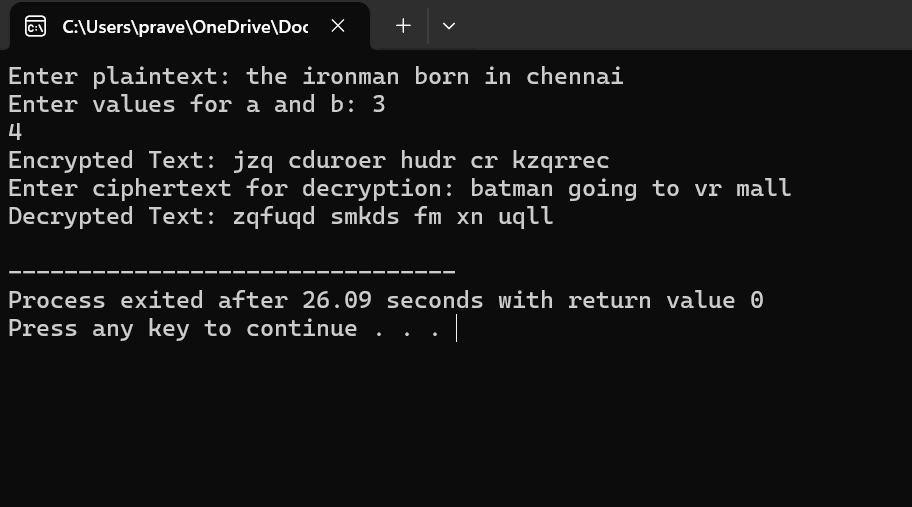 C:\Users\prave\OneDrive\Doc
Enter plaintext: the ironman born in chennai
Enter values for a and b: 3
4
Encrypted Text: jzq cduroer hudr cr kzqrrec
Enter ciphertext for decryption: batman going to vr mall
Decrypted Text: zqfuqd smkds fm xn uqll
--------------------------------
Process exited after 26.09 seconds with return value 0
Press any key to continue . . .